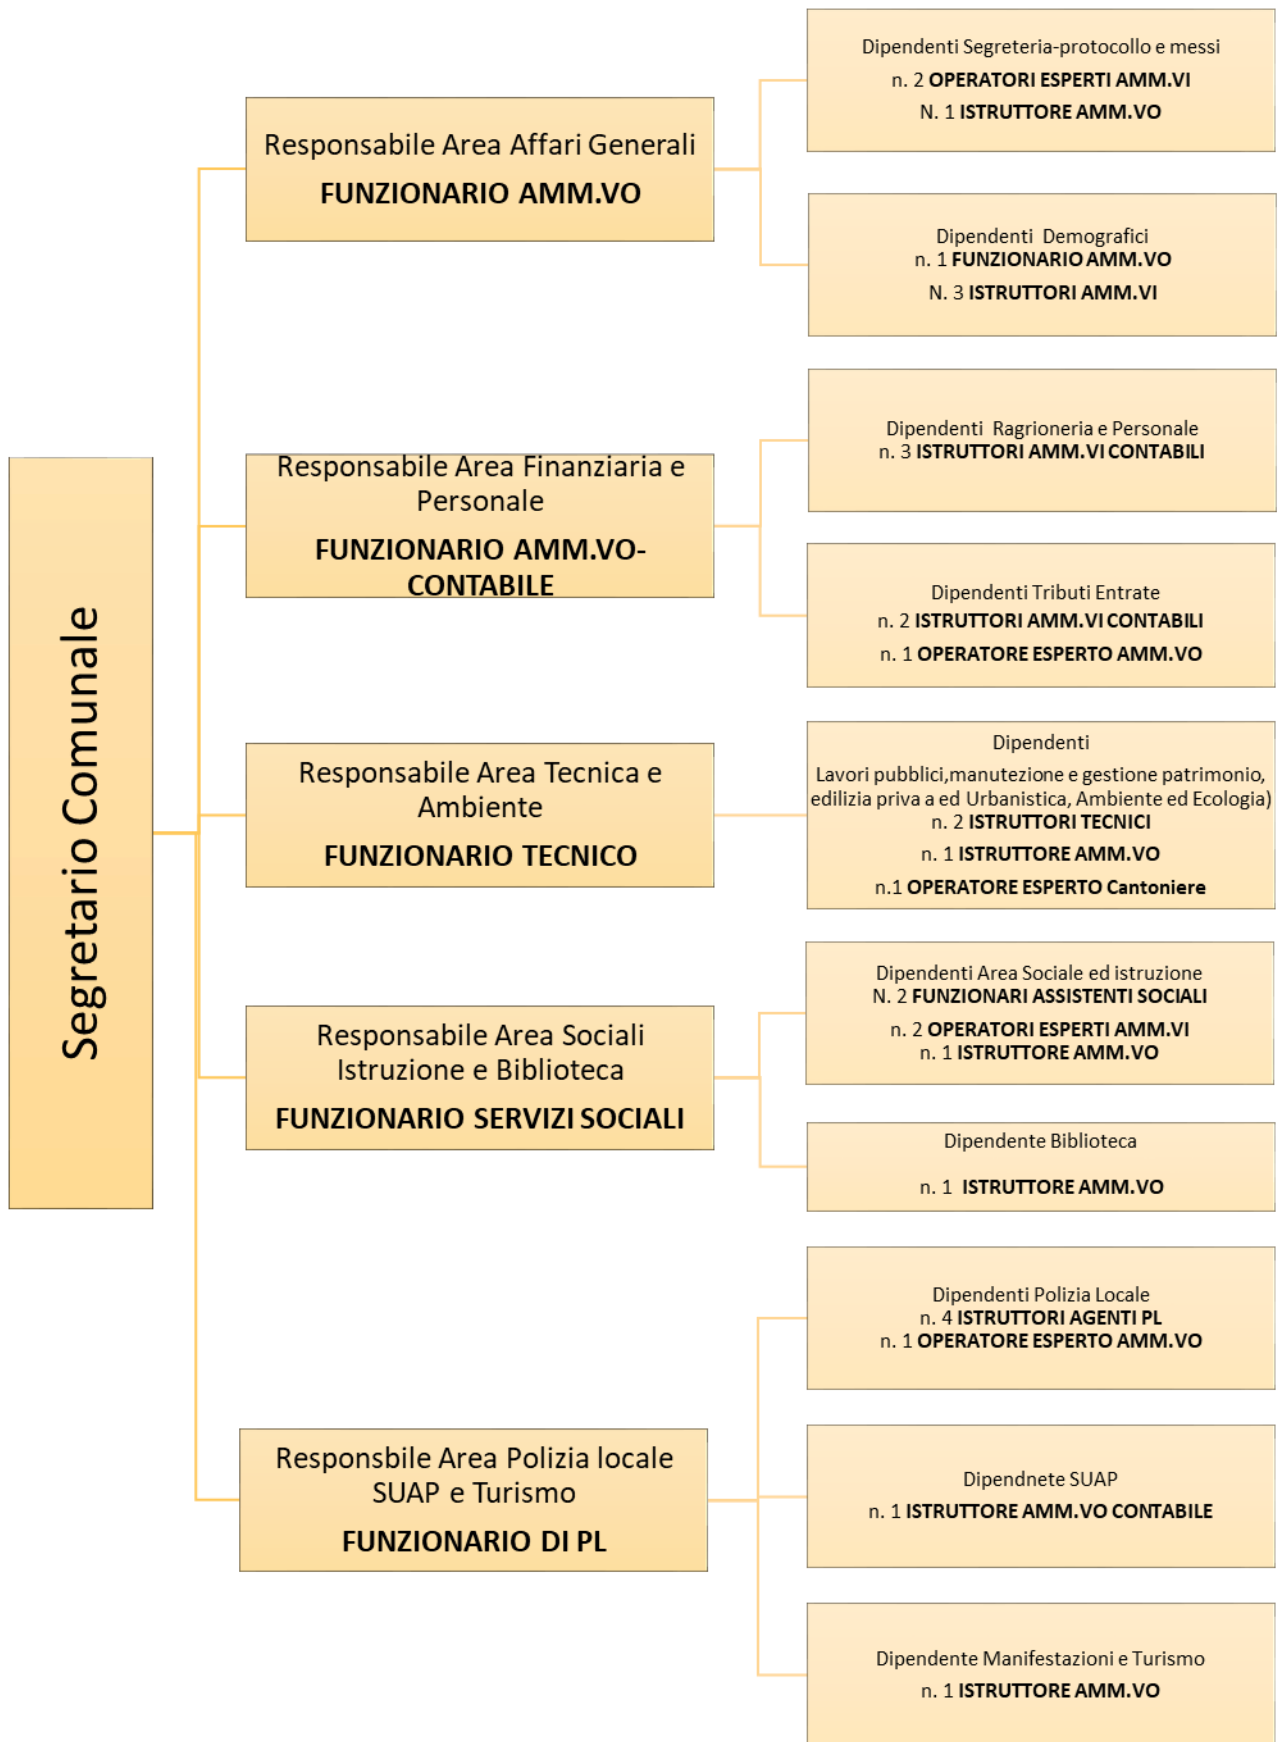 Segretario Comunale
Responsabile Area Affari Generali
FUNZIONARIO AMM.VO
Dipendenti Segreteria-protocollo e messi
n. 2 OPERATORI ESPERTI AMM.VI
N. 1 ISTRUTTORE AMM.VO
Dipendenti Demografici
n. 1 FUNZIONARIO AMM.VO
N. 3 ISTRUTTORI AMM.VI
Responsabile Area Finanziaria e
Personale
FUNZIONARIO AMM.VO-
CONTABILE
Dipendenti Ragrioneria e Personale
n. 3 ISTRUTTORI AMM.VI CONTABILI
Dipendenti Tributi Entrate
n. 2 ISTRUTTORI AMM.VI CONTABILI
n. 1 OPERATORE ESPERTO AMM.VO
Responsabile Area Tecnica e
Ambiente
FUNZIONARIO TECNICO
Dipendenti
Lavori pubblici,manutezione e gestione patrimonio,
edilizia priva a ed Urbanistica, Ambiente ed Ecologia)
n. 2 ISTRUTTORI TECNICI
n. 1 ISTRUTTORE AMM.VO
n.1 OPERATORE ESPERTO Cantoniere
Responsabile Area Sociali
Istruzione e Biblioteca
FUNZIONARIO SERVIZI SOCIALI
Dipendenti Area Sociale ed istruzione
N. 2 FUNZIONARI ASSISTENTI SOCIALI
n. 2 OPERATORI ESPERTI AMM.VI
n. 1 ISTRUTTORE AMM.VO
Dipendente Biblioteca
n. 1 ISTRUTTORE AMM.VO
Responsbile Area Polizia locale
SUAP e Turismo
FUNZIONARIO DI PL
Dipendenti Polizia Locale
n. 4 ISTRUTTORI AGENTI PL
n. 1 OPERATORE ESPERTO AMM.VO
Dipendnete SUAP
n. 1 ISTRUTTORE AMM.VO CONTABILE
Dipendente Manifestazioni e Turismo
n. 1 ISTRUTTORE AMM.VO